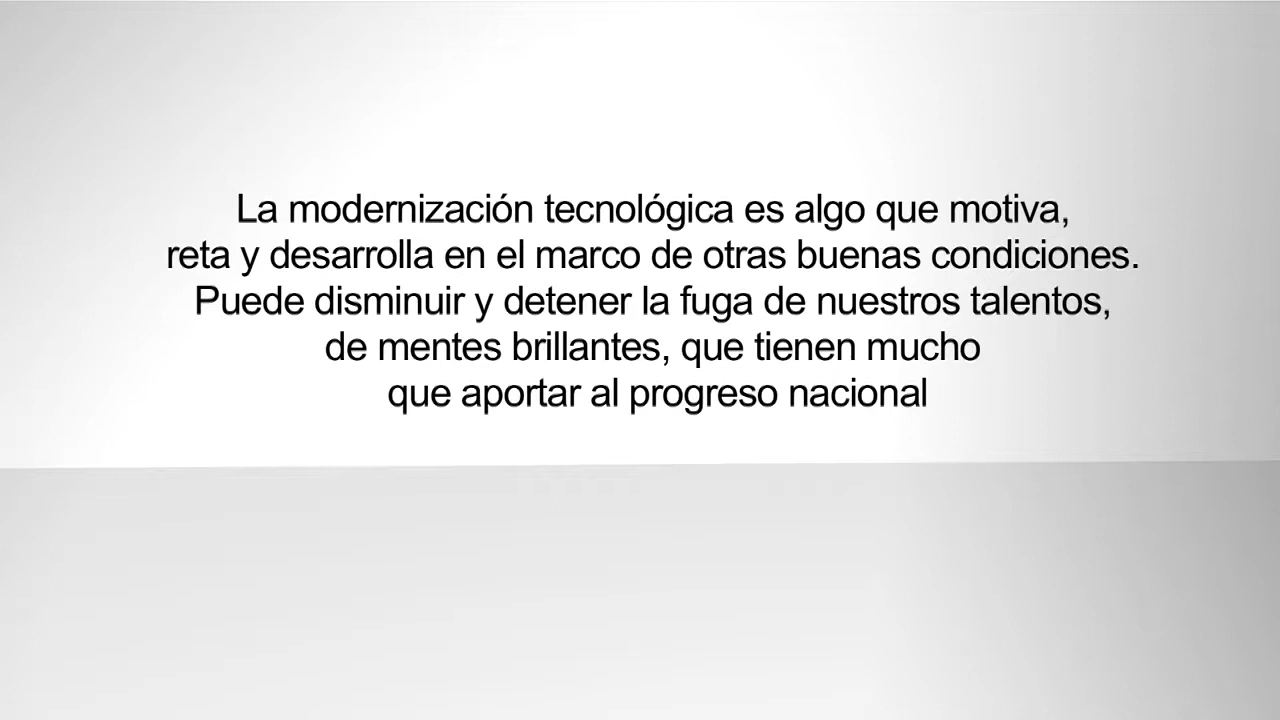 La modernización tecnológica es algo que motiva,
reta y desarrolla en el marco de otras buenas condiciones.
Puede disminuir y detener la fuga de nuestros talentos,
de mentes brillantes, que tienen mucho
que aportar al progreso nacional